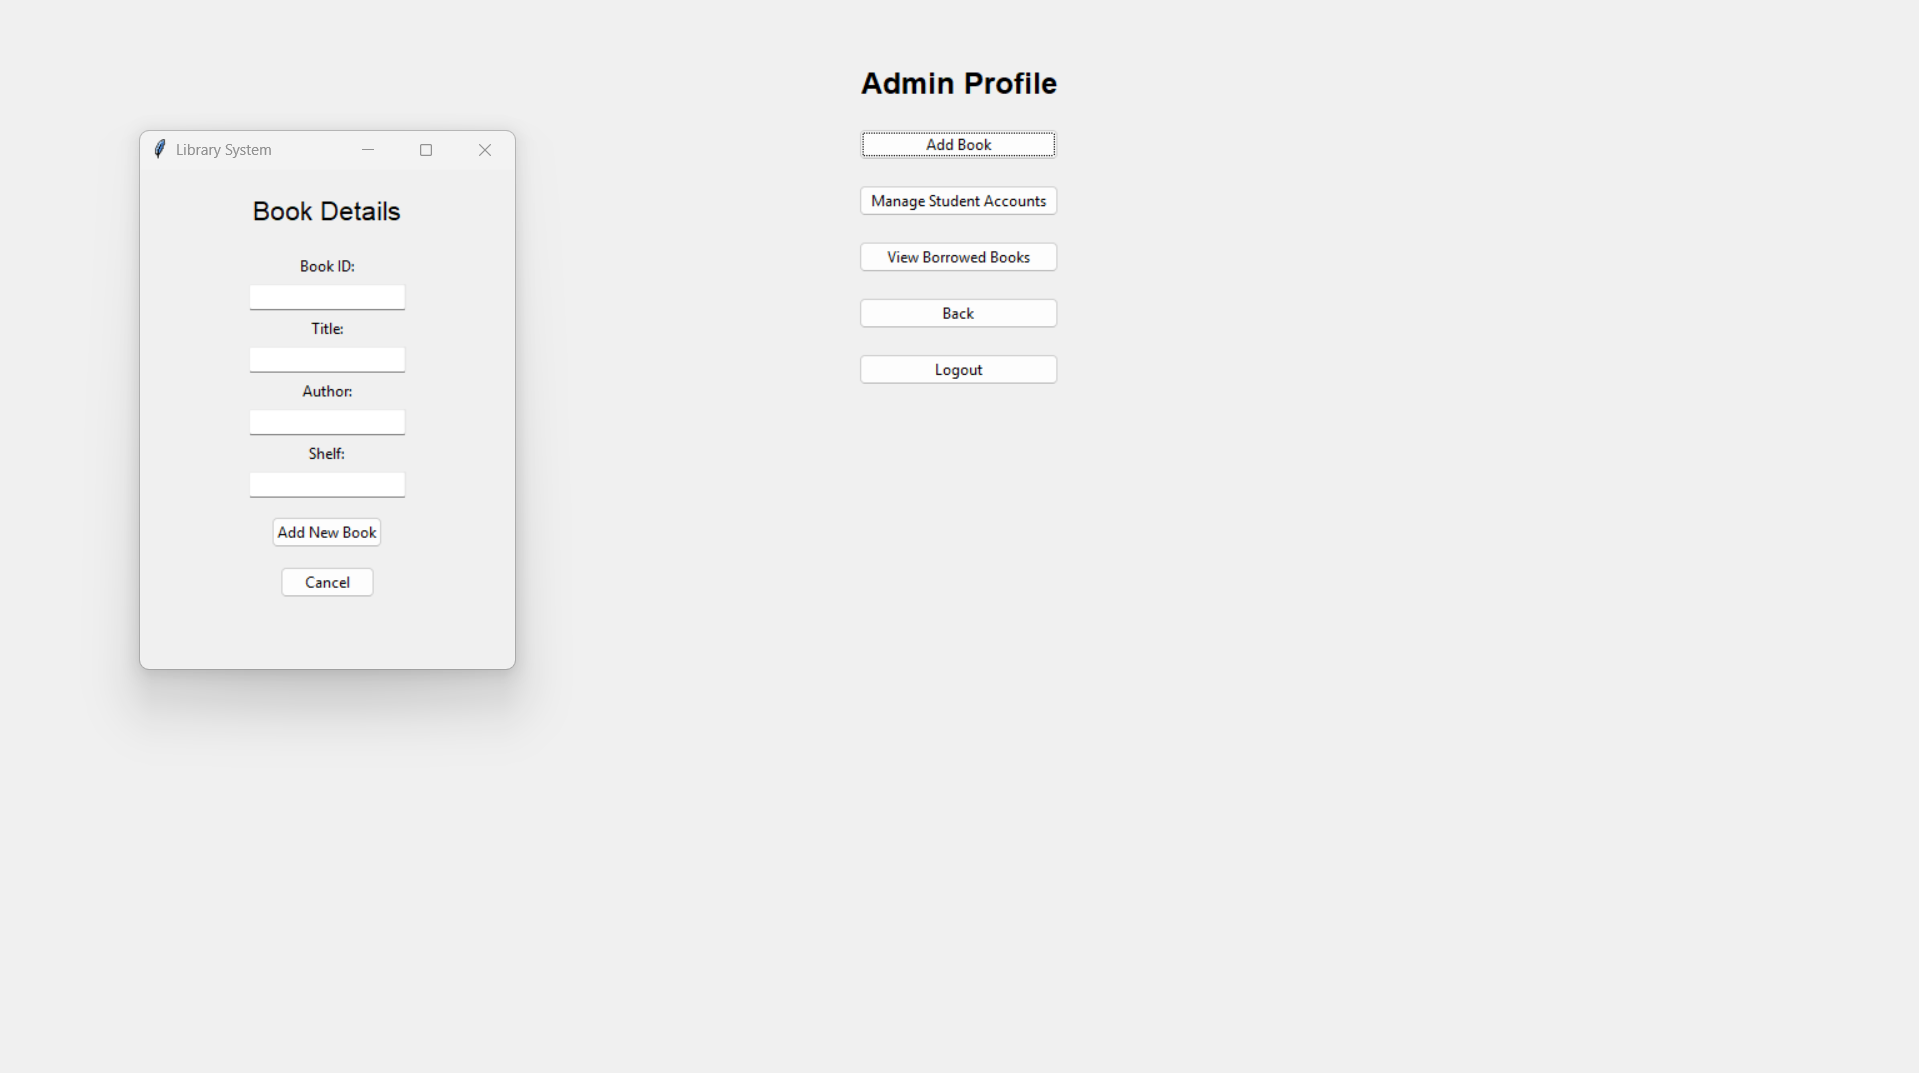 Admin Profile
Add Book
Manage Student Accounts
View Borrowed Books
Back
Logout
Library System
Book Details
Book ID:
Title:
Author:
Shelf:
Add New Book
Cancel